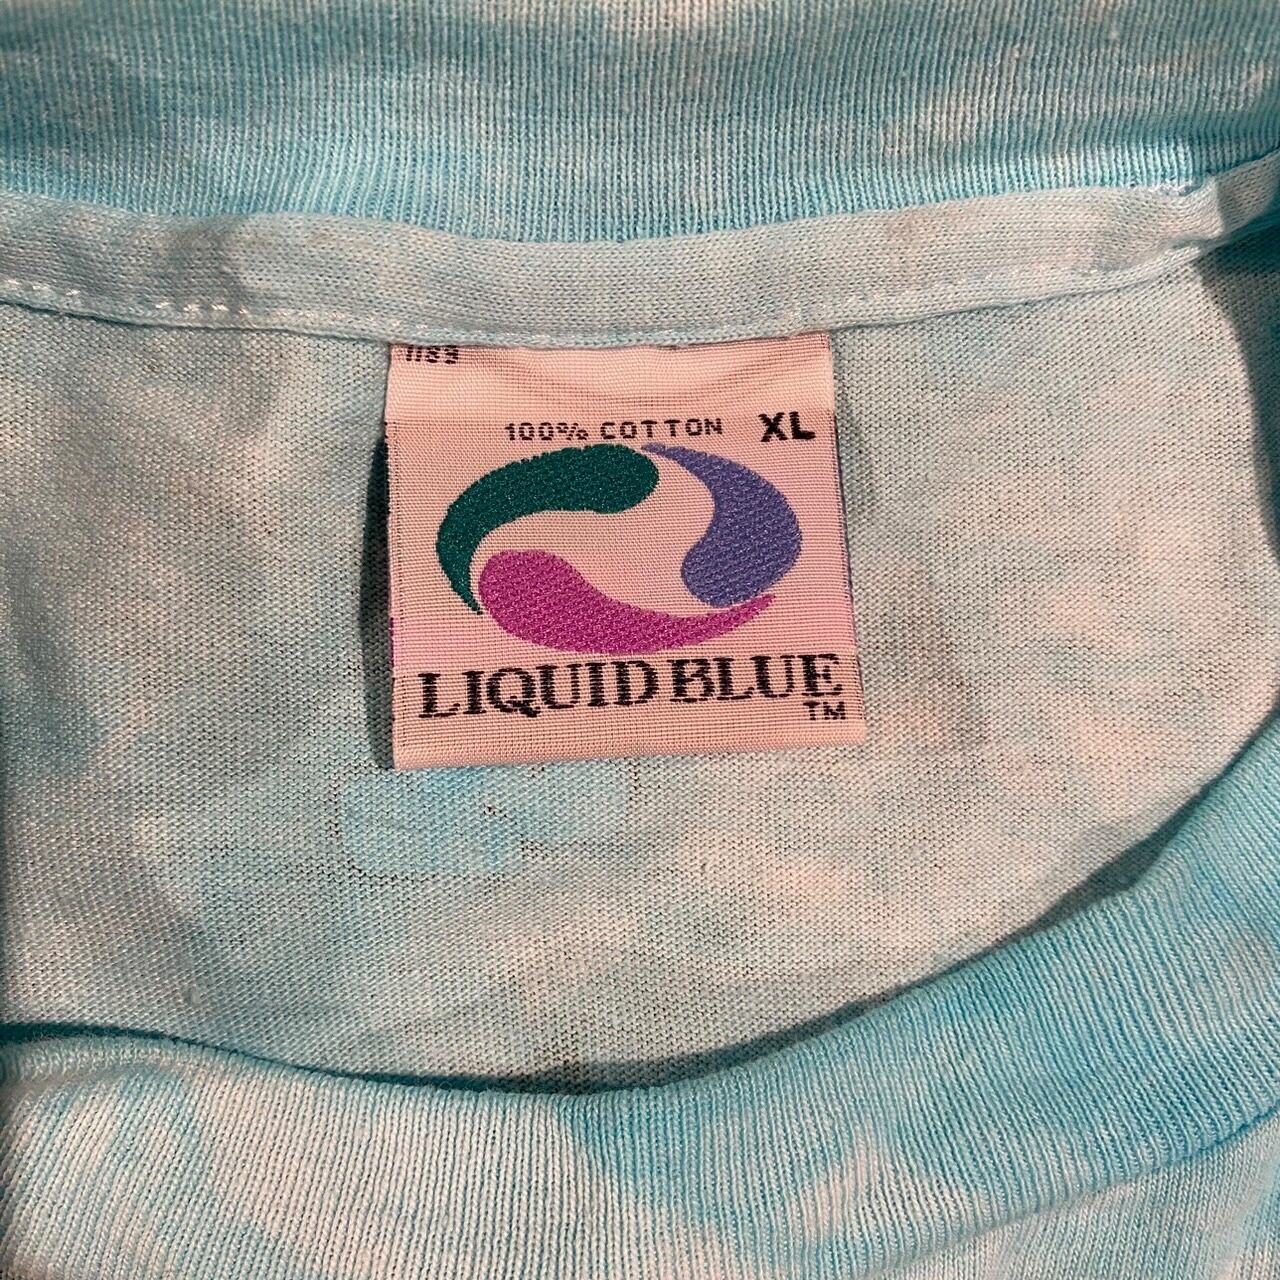 100% COTTON XL
LIQUID BLUE
TM